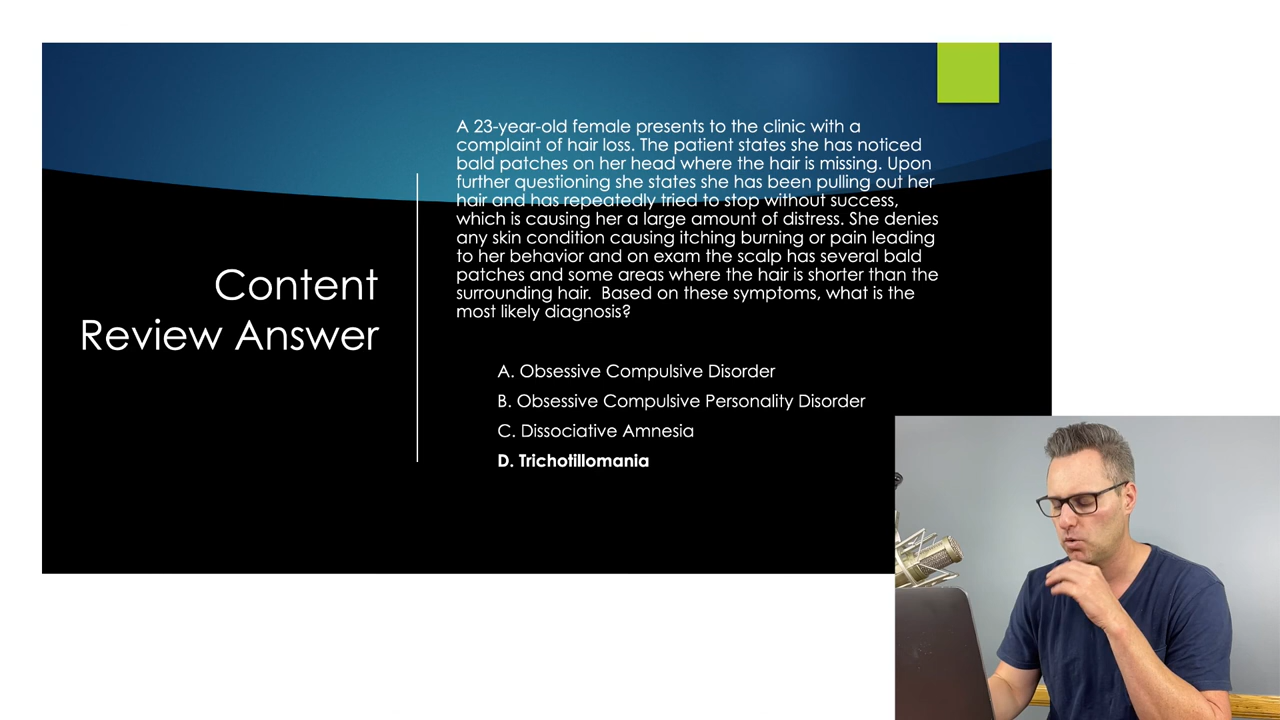 Content
Review Answer
A 23-year-old female presents to the clinic with a
complaint of hair loss. The patient states she has noticed
bald patches on her head where the hair is missing. Upon
further questioning she states she has been pulling out her
hair and has repeatedly tried to stop without success,
which is causing her a large amount of distress. She denies
any skin condition causing itching burning or pain leading
to her behavior and on exam the scalp has several bald
patches and some areas where the hair is shorter than the
surrounding hair.  Based on these symptoms, what is the
most likely diagnosis?
A. Obsessive Compulsive Disorder
B. Obsessive Compulsive Personality Disorder
C. Dissociative Amnesia
D. Trichotillomania